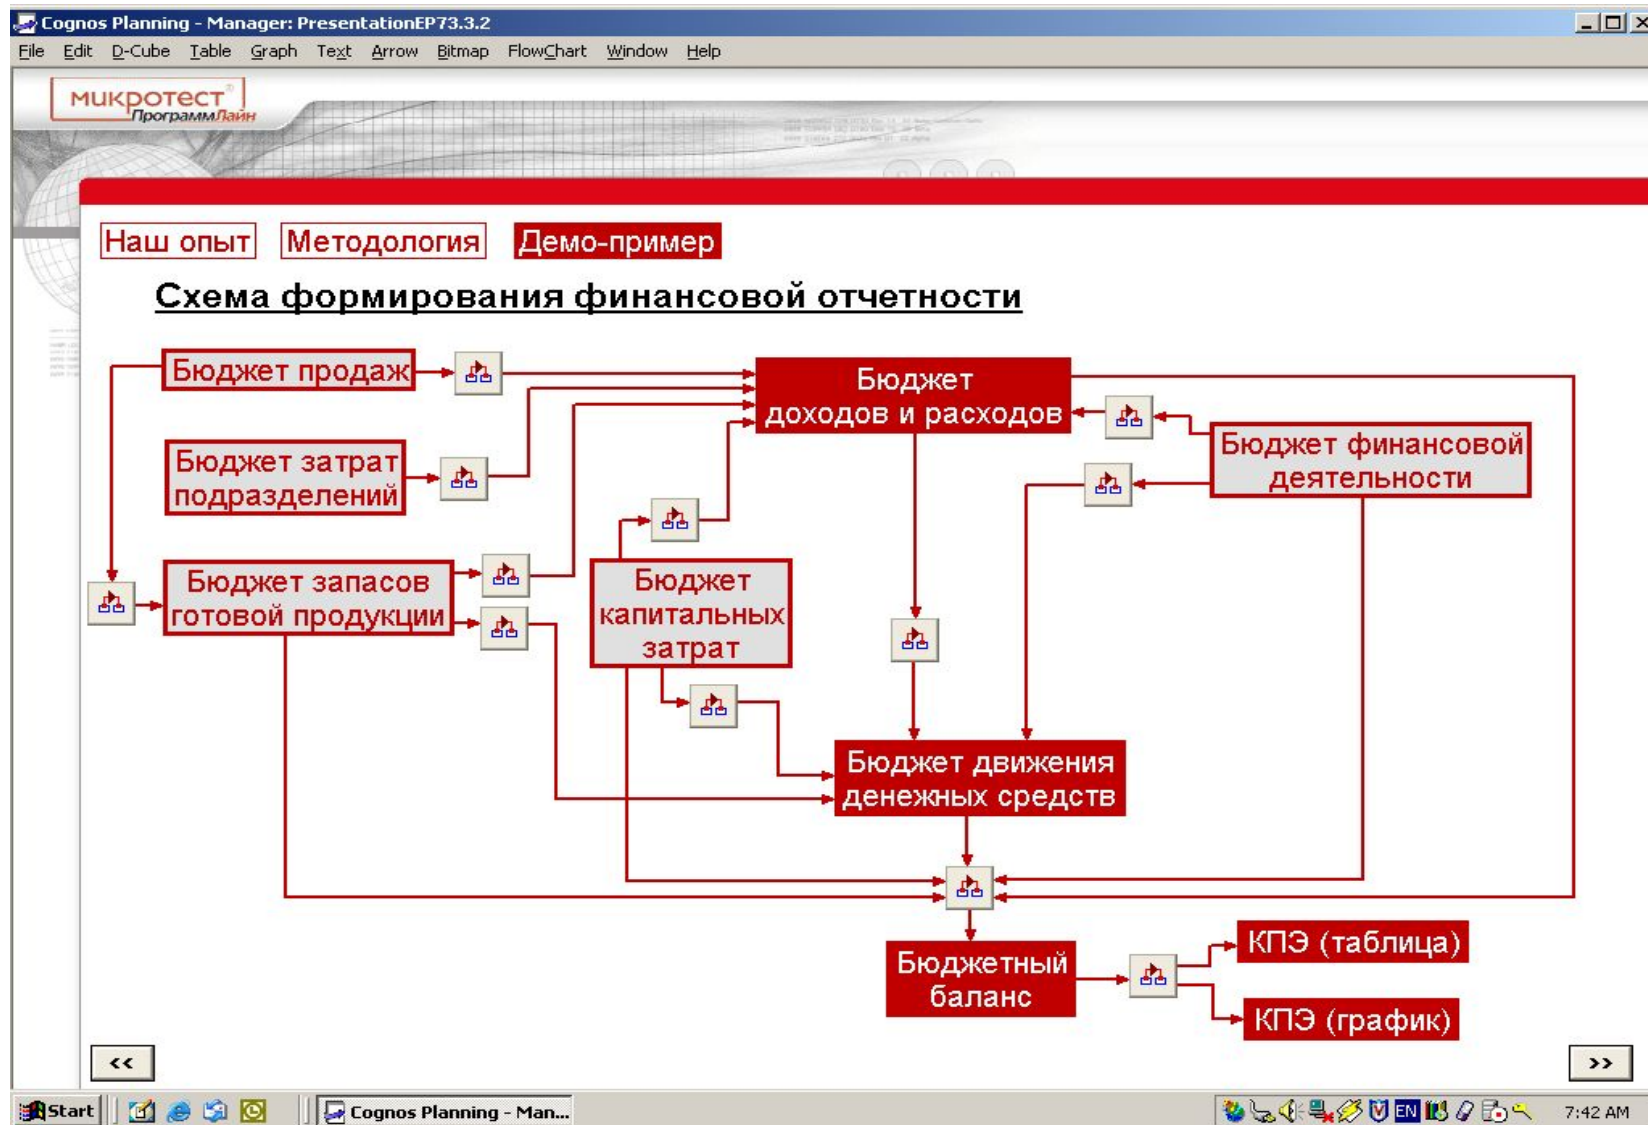 Cognos Planning - Manager: PresentationEP73.3.2
File Edit D-Cube Table Graph Text Arrow Bitmap FlowChart Window Help
микротест®
ПрограммЛайн
Наш опыт Методология Демо-пример
Схема формирования финансовой отчетности
Бюджет продаж
Бюджет
доходов и расходов
Бюджет финансовой
деятельности
Бюджет затрат
подразделений
Бюджет запасов
готовой продукции
Бюджет
капитальных
затрат
Бюджет движения
денежных средств
Бюджетный
баланс
КПЭ (таблица)
КПЭ (график)
<< >>
Start Cognos Planning - Man... EN 7:42 AM